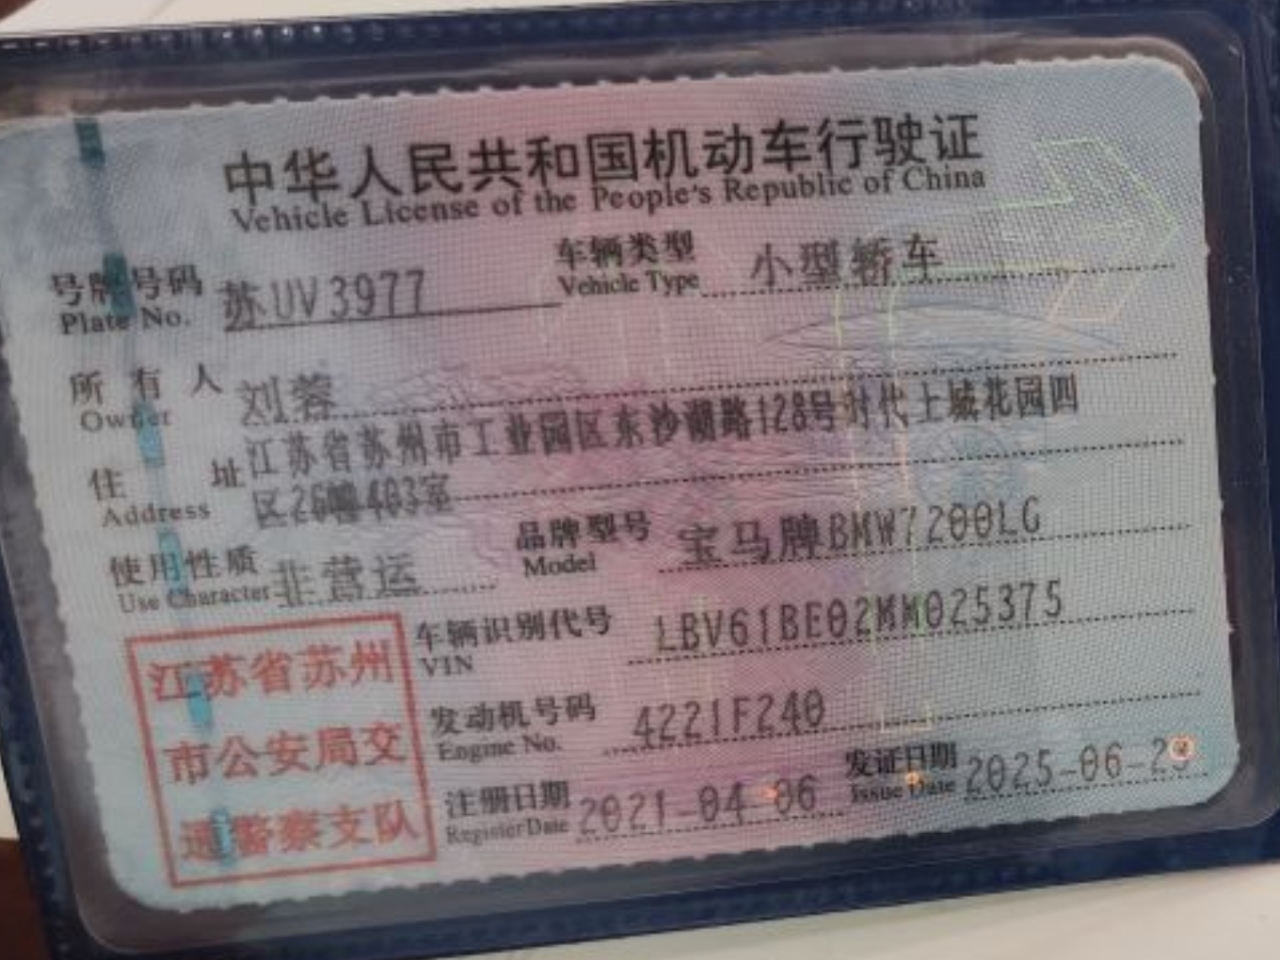 中华人民共和国机动车行驶证
Vehicle License of the People's Republic of China
号牌号码 苏UV3977 车辆类型 小型轿车
Plate No. Vehicle Type
所有人 刘蓉
Owner
住址 江苏省苏州市工业园区东沙湖路128号时代上城花园四
Address 区26幢403室
使用性质 非营运 品牌型号 宝马牌BMW7200LG
Use Character Model
江苏省苏州
市公安局交
通警察支队
车辆识别代号 LBV61BE02MM025375
VIN
发动机号码 4221F240
Engine No.
注册日期 2021-04-06 发证日期 2025-06-
Register Date Issue Date